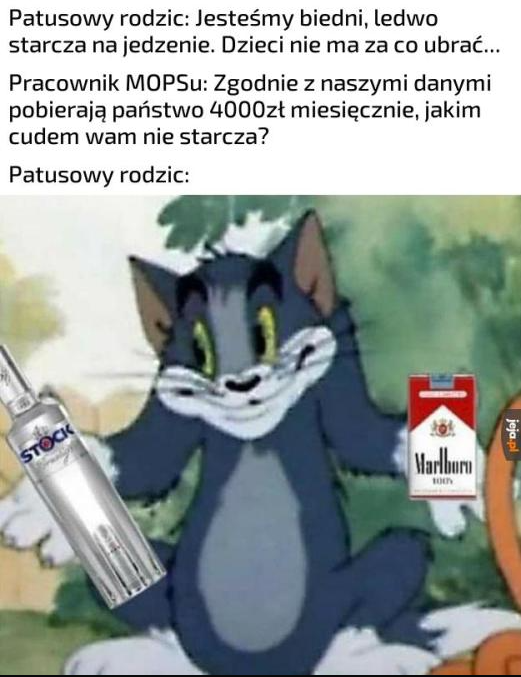 Patusowy rodzic: Jesteśmy biedni, ledwo
starcza na jedzenie. Dzieci nie ma za co ubrać...
Pracownik MOPSu: Zgodnie z naszymi danymi
pobierają państwo 4000zł miesięcznie, jakim
cudem wam nie starcza?
Patusowy rodzic:
STOCK
Marlboro
100's
jeja.pl